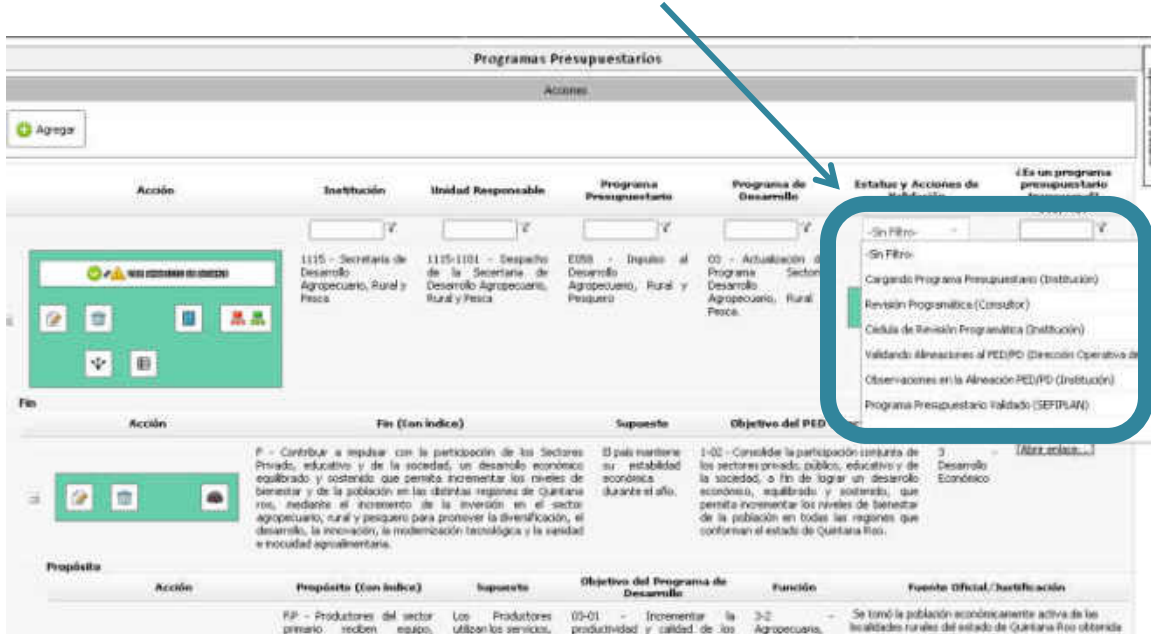 Programas Presupuestarios
Acciones
Agregar
Acción
Institución
Unidad Responsable
Programa
Presupuestario
Programa de
Desarrollo
Estatus y Acciones de
¿Es un programa
presupuestario
-Sin Filtro-
1115 - Secretaria de
Desarrollo
Agropecuario, Rural y
Pesca
1115-1101 - Despacho
de la Secertaria de
Desarrollo Agropecuario,
Rural y Pesca
E058 - Impulso al
Desarrollo
Agropecuario, Rural y
Pesquero
03 - Actualización d
Programa Sector
Desarrollo
Agropecuario, Rural
Pesca.
-Sin Filtro-
Cargando Programa Presupuestario (Institución)
Revisión Programática (Consultor)
Cédula de Revisión Programática (Institución)
Validando Alineaciones al PED/PD (Dirección Operativa de
Observaciones en la Alineación PED/PD (Institución)
Programa Presupuestario Validado (SEFIPLAN)
Fin
Acción
Fin (Con índice)
Supuesto
Objetivo del PED
F - Contribuir a impulsar con la participación de los Sectores
Privado, educativo y de la sociedad, un desarrollo económico
equilibrado y sostenido que permita incrementar los niveles de
bienestar y de la población en las distintas regiones de Quintana
roo, mediante el incremento de la inversión en el sector
agropecuario, rural y pesquero para promover la diversificación, el
desarrollo, la innovación, la modernización tecnológica y la sanidad
e inocuidad agroalimentaria.
El país mantiene
su estabilidad
económica
durante el año.
1-02 - Consolidar la participación conjunta de
los sectores privado, público, educativo y de
la sociedad, a fin de lograr un desarrollo
económico, equilibrado y sostenido, que
permita incrementar los niveles de bienestar
de la población en todas las regiones que
conforman el estado de Quintana Roo.
3 -
Desarrollo
Económico
[Abrir enlace...]
Propósito
Acción
Propósito (Con índice)
Supuesto
Objetivo del Programa de
Desarrollo
Función
Fuente Oficial/Justificación
F.P - Productores del sector
primario reciben equipo,
Los Productores
utilizan los servicios,
03-01 - Incrementar la
productividad y calidad de los
3-2 -
Agropecuaria,
Se tomó la población económicamente activa de las
localidades rurales del estado de Quintana Roo obtenida